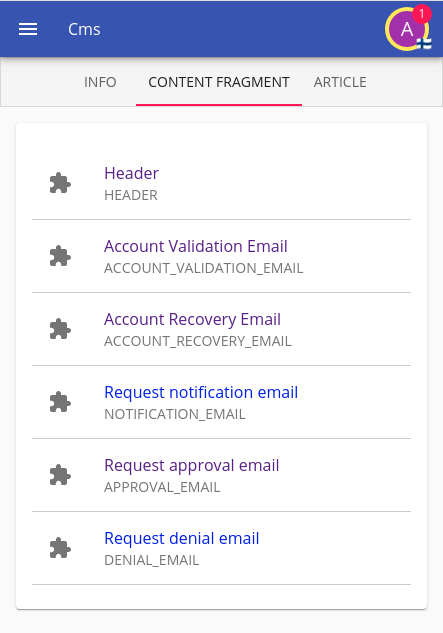 Cms
A
1
INFO
CONTENT FRAGMENT
ARTICLE
Header
HEADER
Account Validation Email
ACCOUNT_VALIDATION_EMAIL
Account Recovery Email
ACCOUNT_RECOVERY_EMAIL
Request notification email
NOTIFICATION_EMAIL
Request approval email
APPROVAL_EMAIL
Request denial email
DENIAL_EMAIL